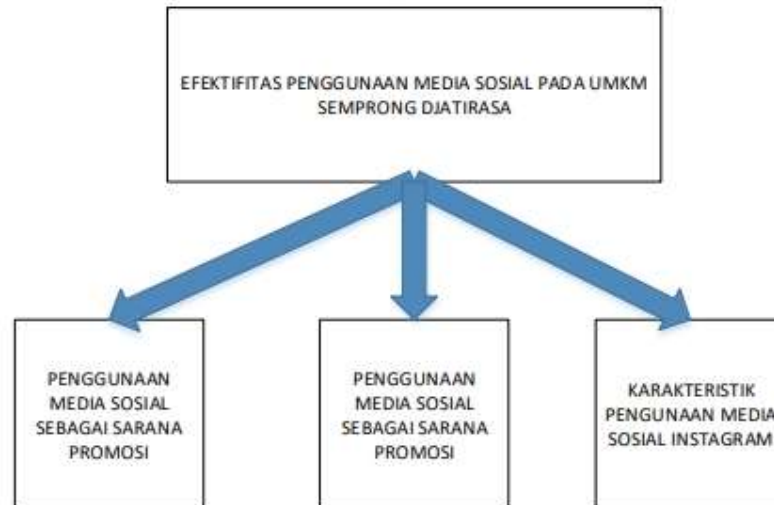 EFEKTIFITAS PENGGUNAAN MEDIA SOSIAL PADA UMKM
SEMPRONG DJATIRASA
PENGGUNAAN
MEDIA SOSIAL
SEBAGAI SARANA
PROMOSI
PENGGUNAAN
MEDIA SOSIAL
SEBAGAI SARANA
PROMOSI
KARAKTERISTIK
PENGUNAAN MEDIA
SOSIAL INSTAGRAM